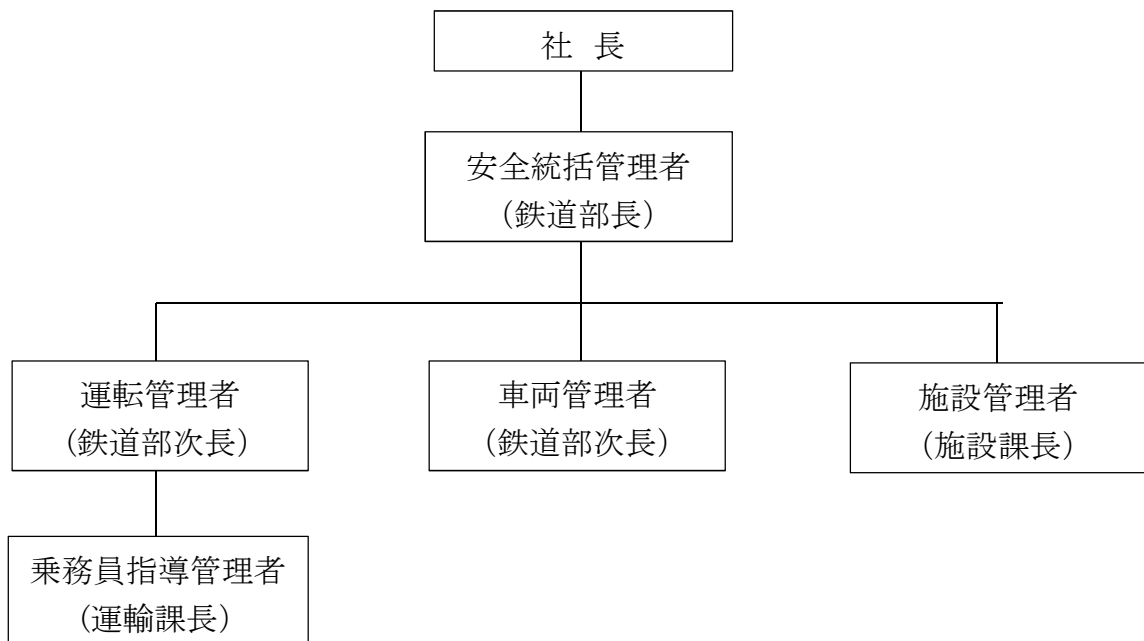 社 長
安全統括管理者
(鉄道部長)
運転管理者
(鉄道部次長)
車両管理者
(鉄道部次長)
施設管理者
(施設課長)
乗務員指導管理者
(運輸課長)